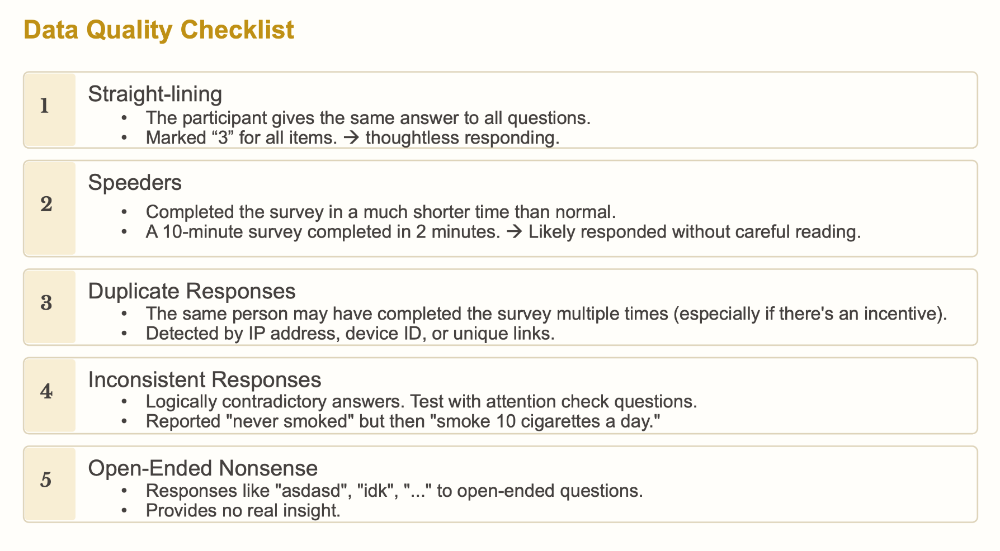 Data Quality Checklist
1
Straight-lining
• The participant gives the same answer to all questions.
• Marked “3” for all items. → thoughtless responding.
2
Speeders
• Completed the survey in a much shorter time than normal.
• A 10-minute survey completed in 2 minutes. → Likely responded without careful reading.
3
Duplicate Responses
• The same person may have completed the survey multiple times (especially if there's an incentive).
• Detected by IP address, device ID, or unique links.
4
Inconsistent Responses
• Logically contradictory answers. Test with attention check questions.
• Reported "never smoked" but then "smoke 10 cigarettes a day."
5
Open-Ended Nonsense
• Responses like "asdasd", "idk", "..." to open-ended questions.
• Provides no real insight.